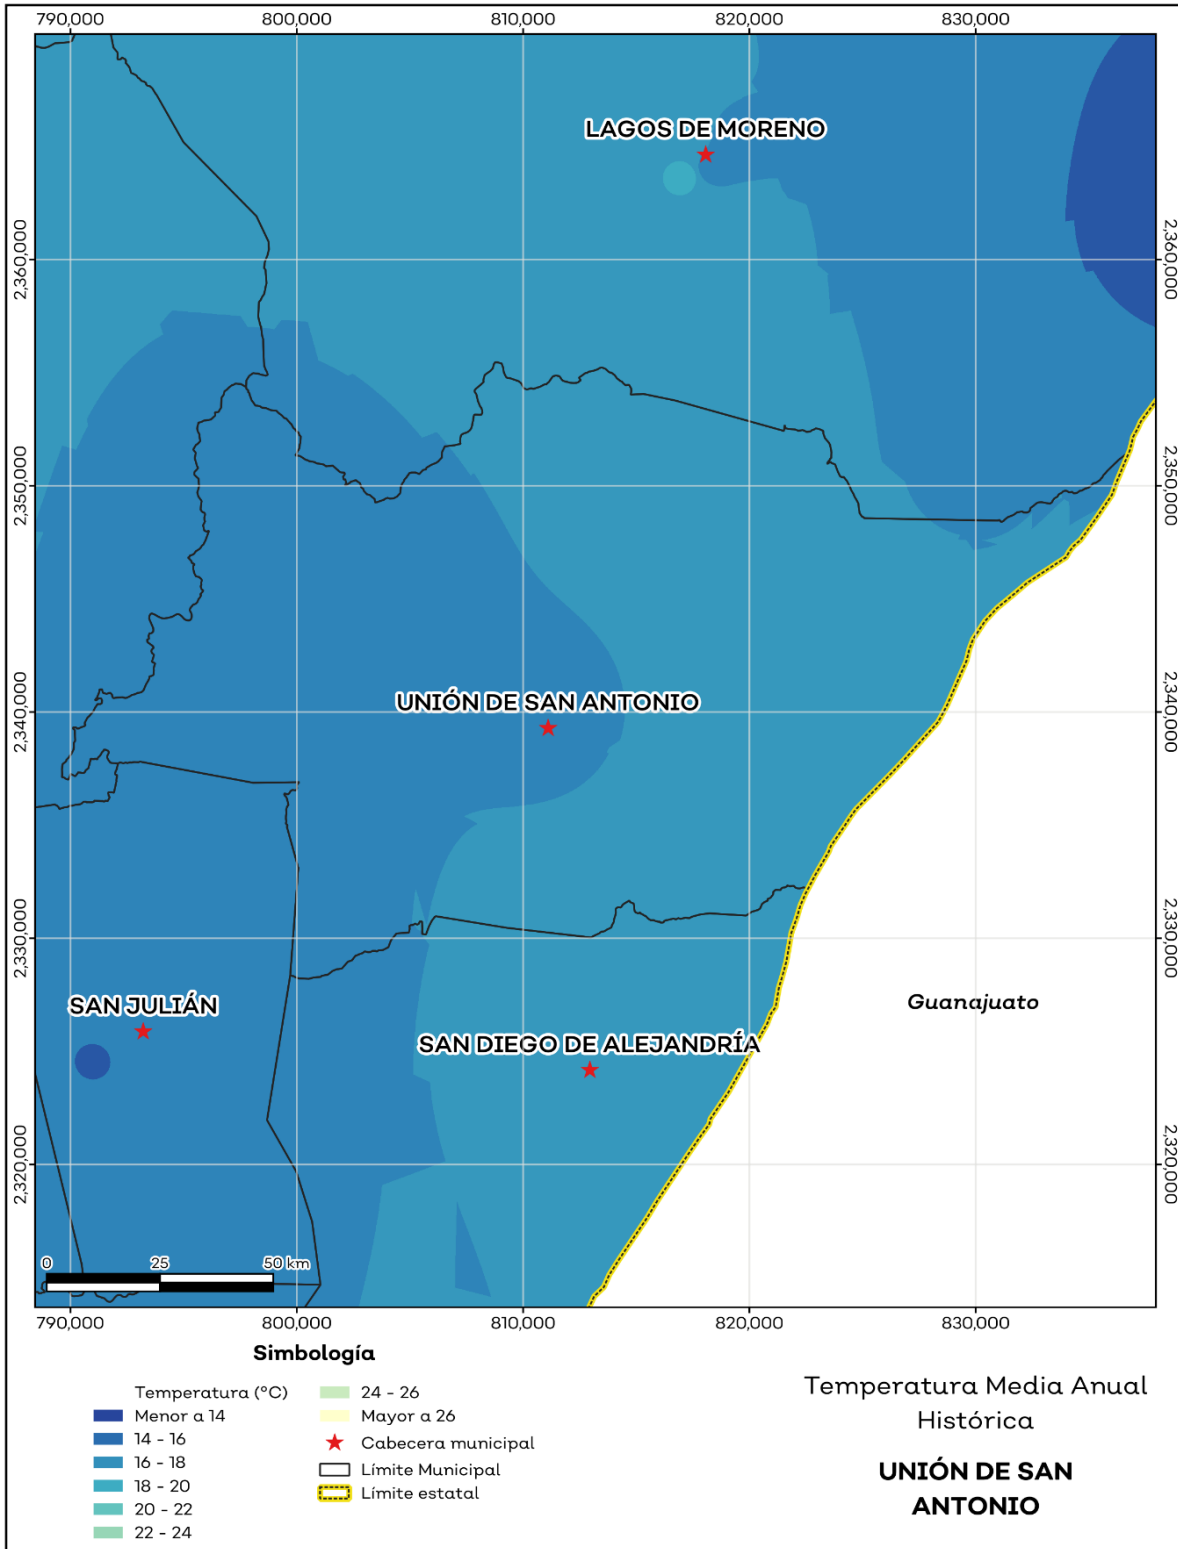 790,000 800,000 810,000 820,000 830,000
LAGOS DE MORENO
2,360,000 2,360,000
2,350,000 2,350,000
UNIÓN DE SAN ANTONIO
2,340,000 2,340,000
2,330,000 2,330,000
SAN JULIÁN
Guanajuato
SAN DIEGO DE ALEJANDRÍA
2,320,000 2,320,000
0 25 50 km
790,000 800,000 810,000 820,000 830,000
Simbología
Temperatura (°C)
Menor a 14
14 - 16
16 - 18
18 - 20
20 - 22
22 - 24
24 - 26
Mayor a 26
Cabecera municipal
Límite Municipal
Límite estatal
Temperatura Media Anual
Histórica
UNIÓN DE SAN
ANTONIO